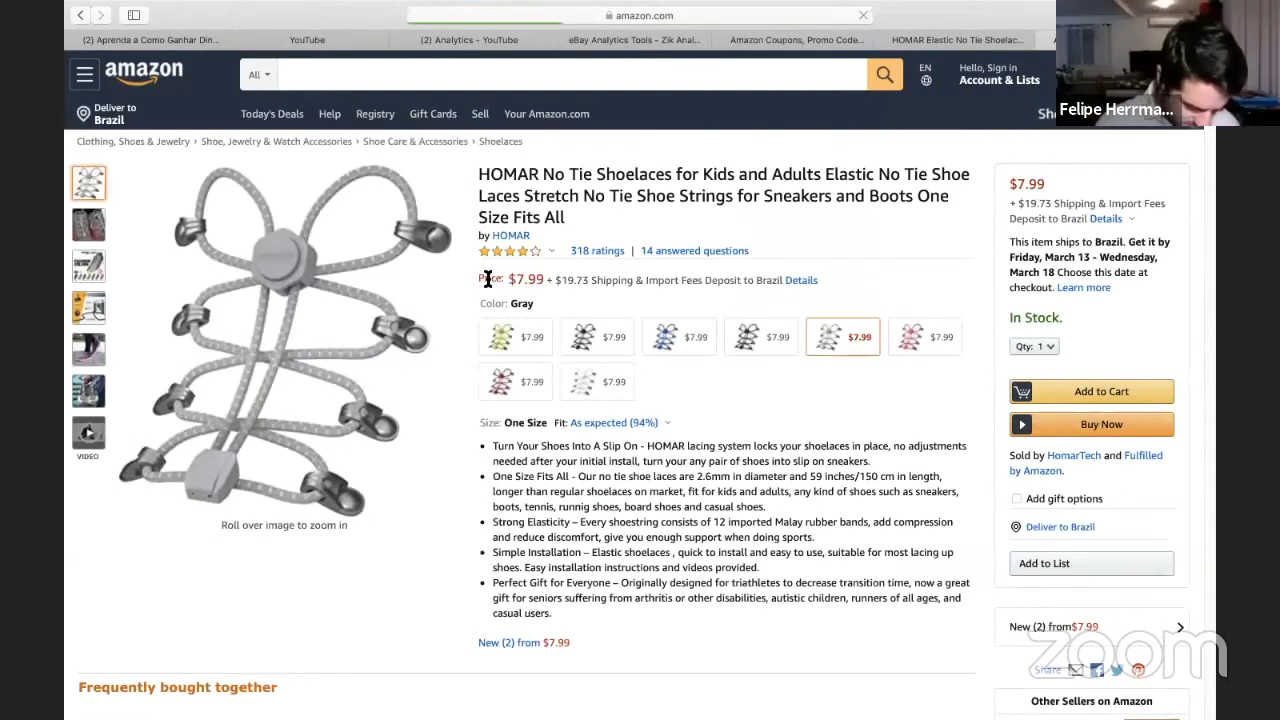 amazon.com
(2) Aprenda a Como Ganhar Din...
YouTube
(2) Analytics - YouTube
eBay Analytics Tools - Zik Anal...
Amazon Coupons, Promo Code...
HOMAR Elastic No Tie Shoelac...
amazon
All
EN
Hello, Sign in
Account & Lists
Felipe Herrma...
Deliver to
Brazil
Today's Deals
Help
Registry
Gift Cards
Sell
Your Amazon.com
Clothing, Shoes & Jewelry › Shoe, Jewelry & Watch Accessories › Shoe Care & Accessories › Shoelaces
HOMAR No Tie Shoelaces for Kids and Adults Elastic No Tie Shoe
Laces Stretch No Tie Shoe Strings for Sneakers and Boots One
Size Fits All
by HOMAR
318 ratings | 14 answered questions
Price: $7.99 + $19.73 Shipping & Import Fees Deposit to Brazil Details
Color: Gray
$7.99
$7.99
$7.99
$7.99
$7.99
$7.99
$7.99
$7.99
Size: One Size Fit: As expected (94%)
• Turn Your Shoes Into A Slip On - HOMAR lacing system locks your shoelaces in place, no adjustments
needed after your initial install, turn your any pair of shoes into slip on sneakers.
• One Size Fits All - Our no tie shoe laces are 2.6mm in diameter and 59 inches/150 cm in length,
longer than regular shoelaces on market, fit for kids and adults, any kind of shoes such as sneakers,
boots, tennis, runnig shoes, board shoes and casual shoes.
• Strong Elasticity – Every shoestring consists of 12 imported Malay rubber bands, add compression
and reduce discomfort, give you enough support when doing sports.
• Simple Installation – Elastic shoelaces , quick to install and easy to use, suitable for most lacing up
shoes. Easy installation instructions and videos provided.
• Perfect Gift for Everyone – Originally designed for triathletes to decrease transition time, now a great
gift for seniors suffering from arthritis or other disabilities, autistic children, runners of all ages, and
casual users.
New (2) from $7.99
VIDEO
Roll over image to zoom in
Frequently bought together
$7.99
+ $19.73 Shipping & Import Fees
Deposit to Brazil Details
This item ships to Brazil. Get it by
Friday, March 13 - Wednesday,
March 18 Choose this date at
checkout. Learn more
In Stock.
Qty: 1
Add to Cart
Buy Now
Sold by HomarTech and Fulfilled
by Amazon.
Add gift options
Deliver to Brazil
Add to List
New (2) from $7.99
Share
zoom
Other Sellers on Amazon